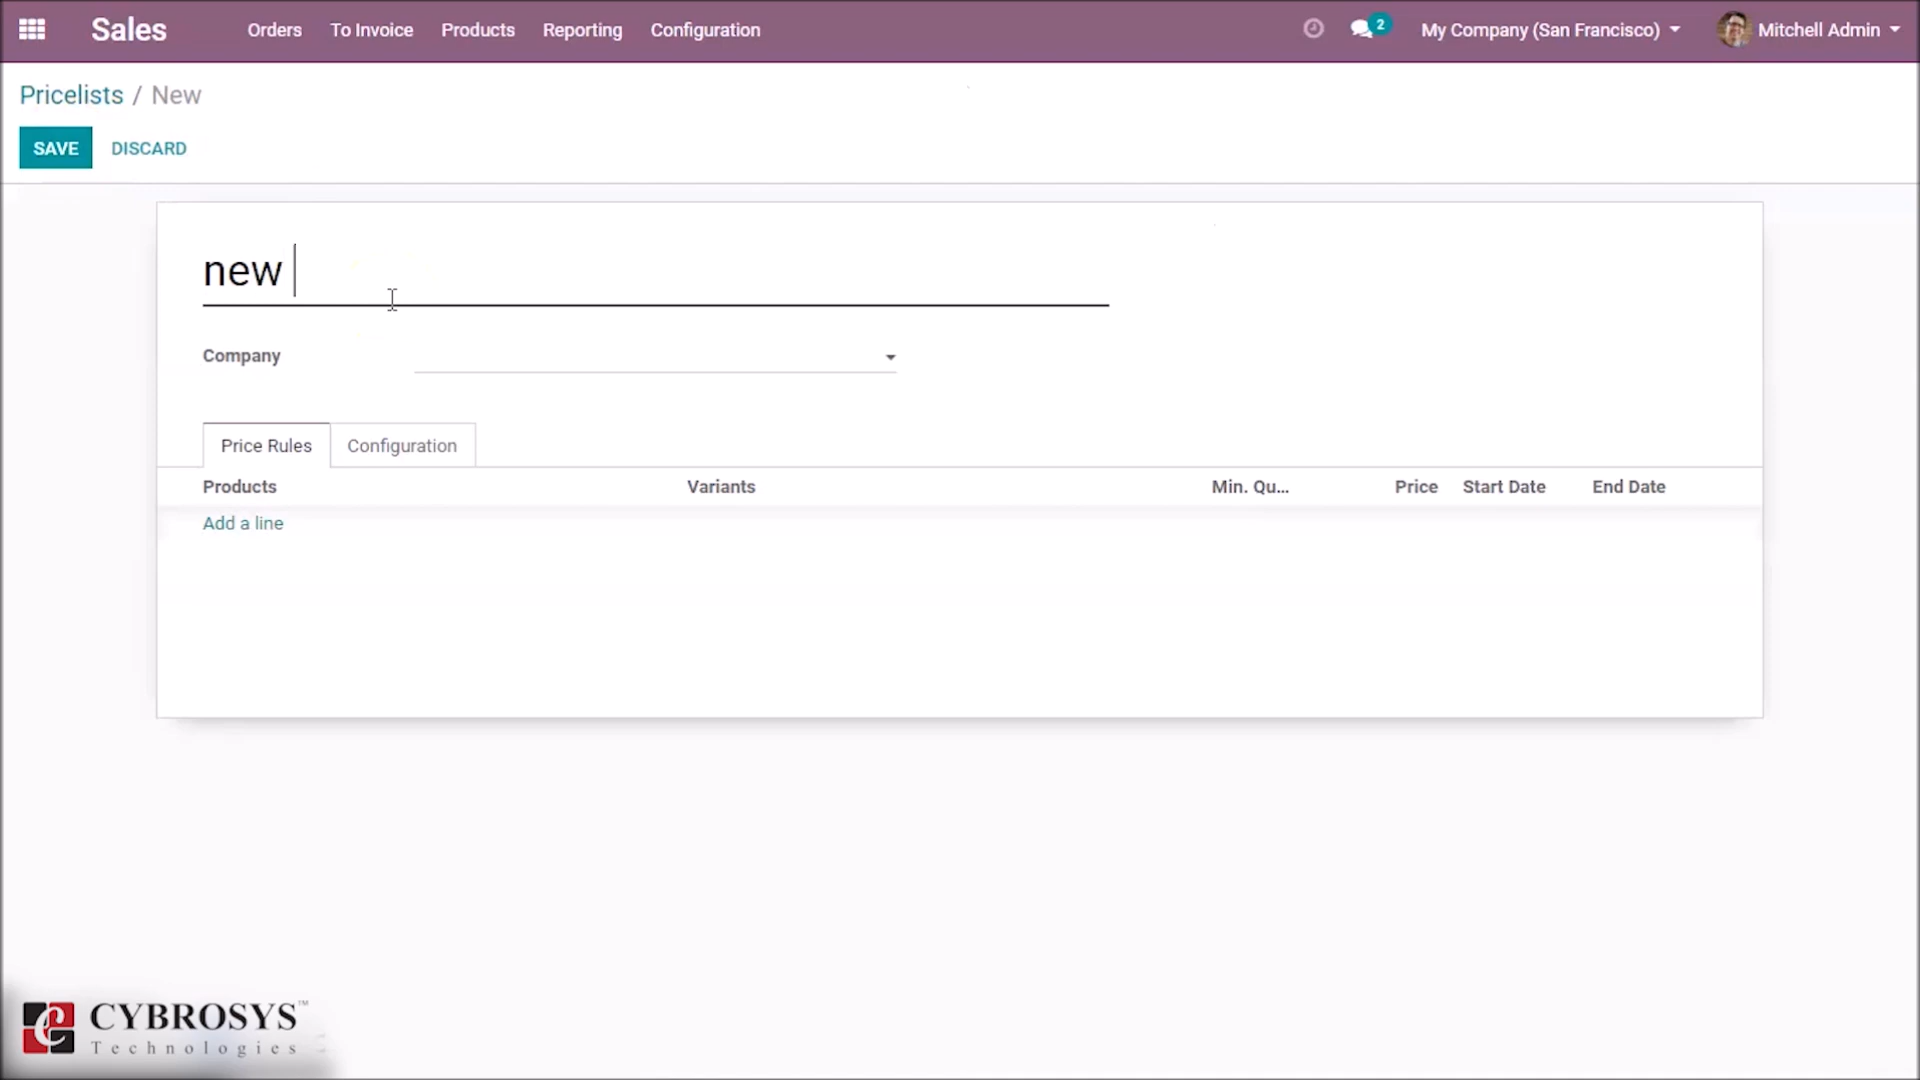 Sales Orders To Invoice Products Reporting Configuration 2 My Company (San Francisco) Mitchell Admin
Pricelists / New
SAVE DISCARD
new
Company
Price Rules Configuration
Products Variants Min. Qu... Price Start Date End Date
Add a line
CYBROSYS™
Technologies